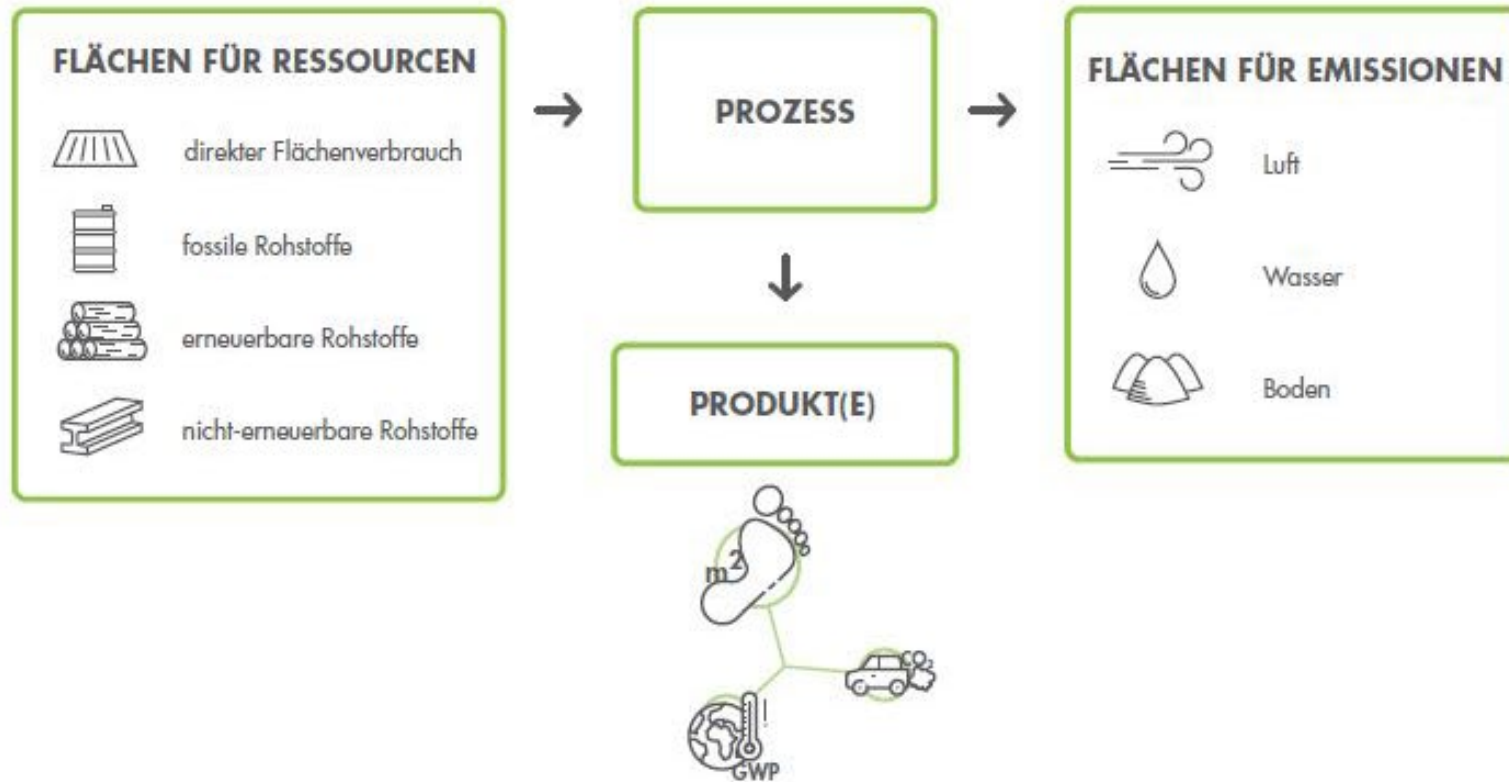 FLÄCHEN FÜR RESSOURCEN
direkter Flächenverbrauch
fossile Rohstoffe
erneuerbare Rohstoffe
nicht-erneuerbare Rohstoffe
PROZESS
PRODUKT(E)
m²
CO₂
GWP
FLÄCHEN FÜR EMISSIONEN
Luft
Wasser
Boden